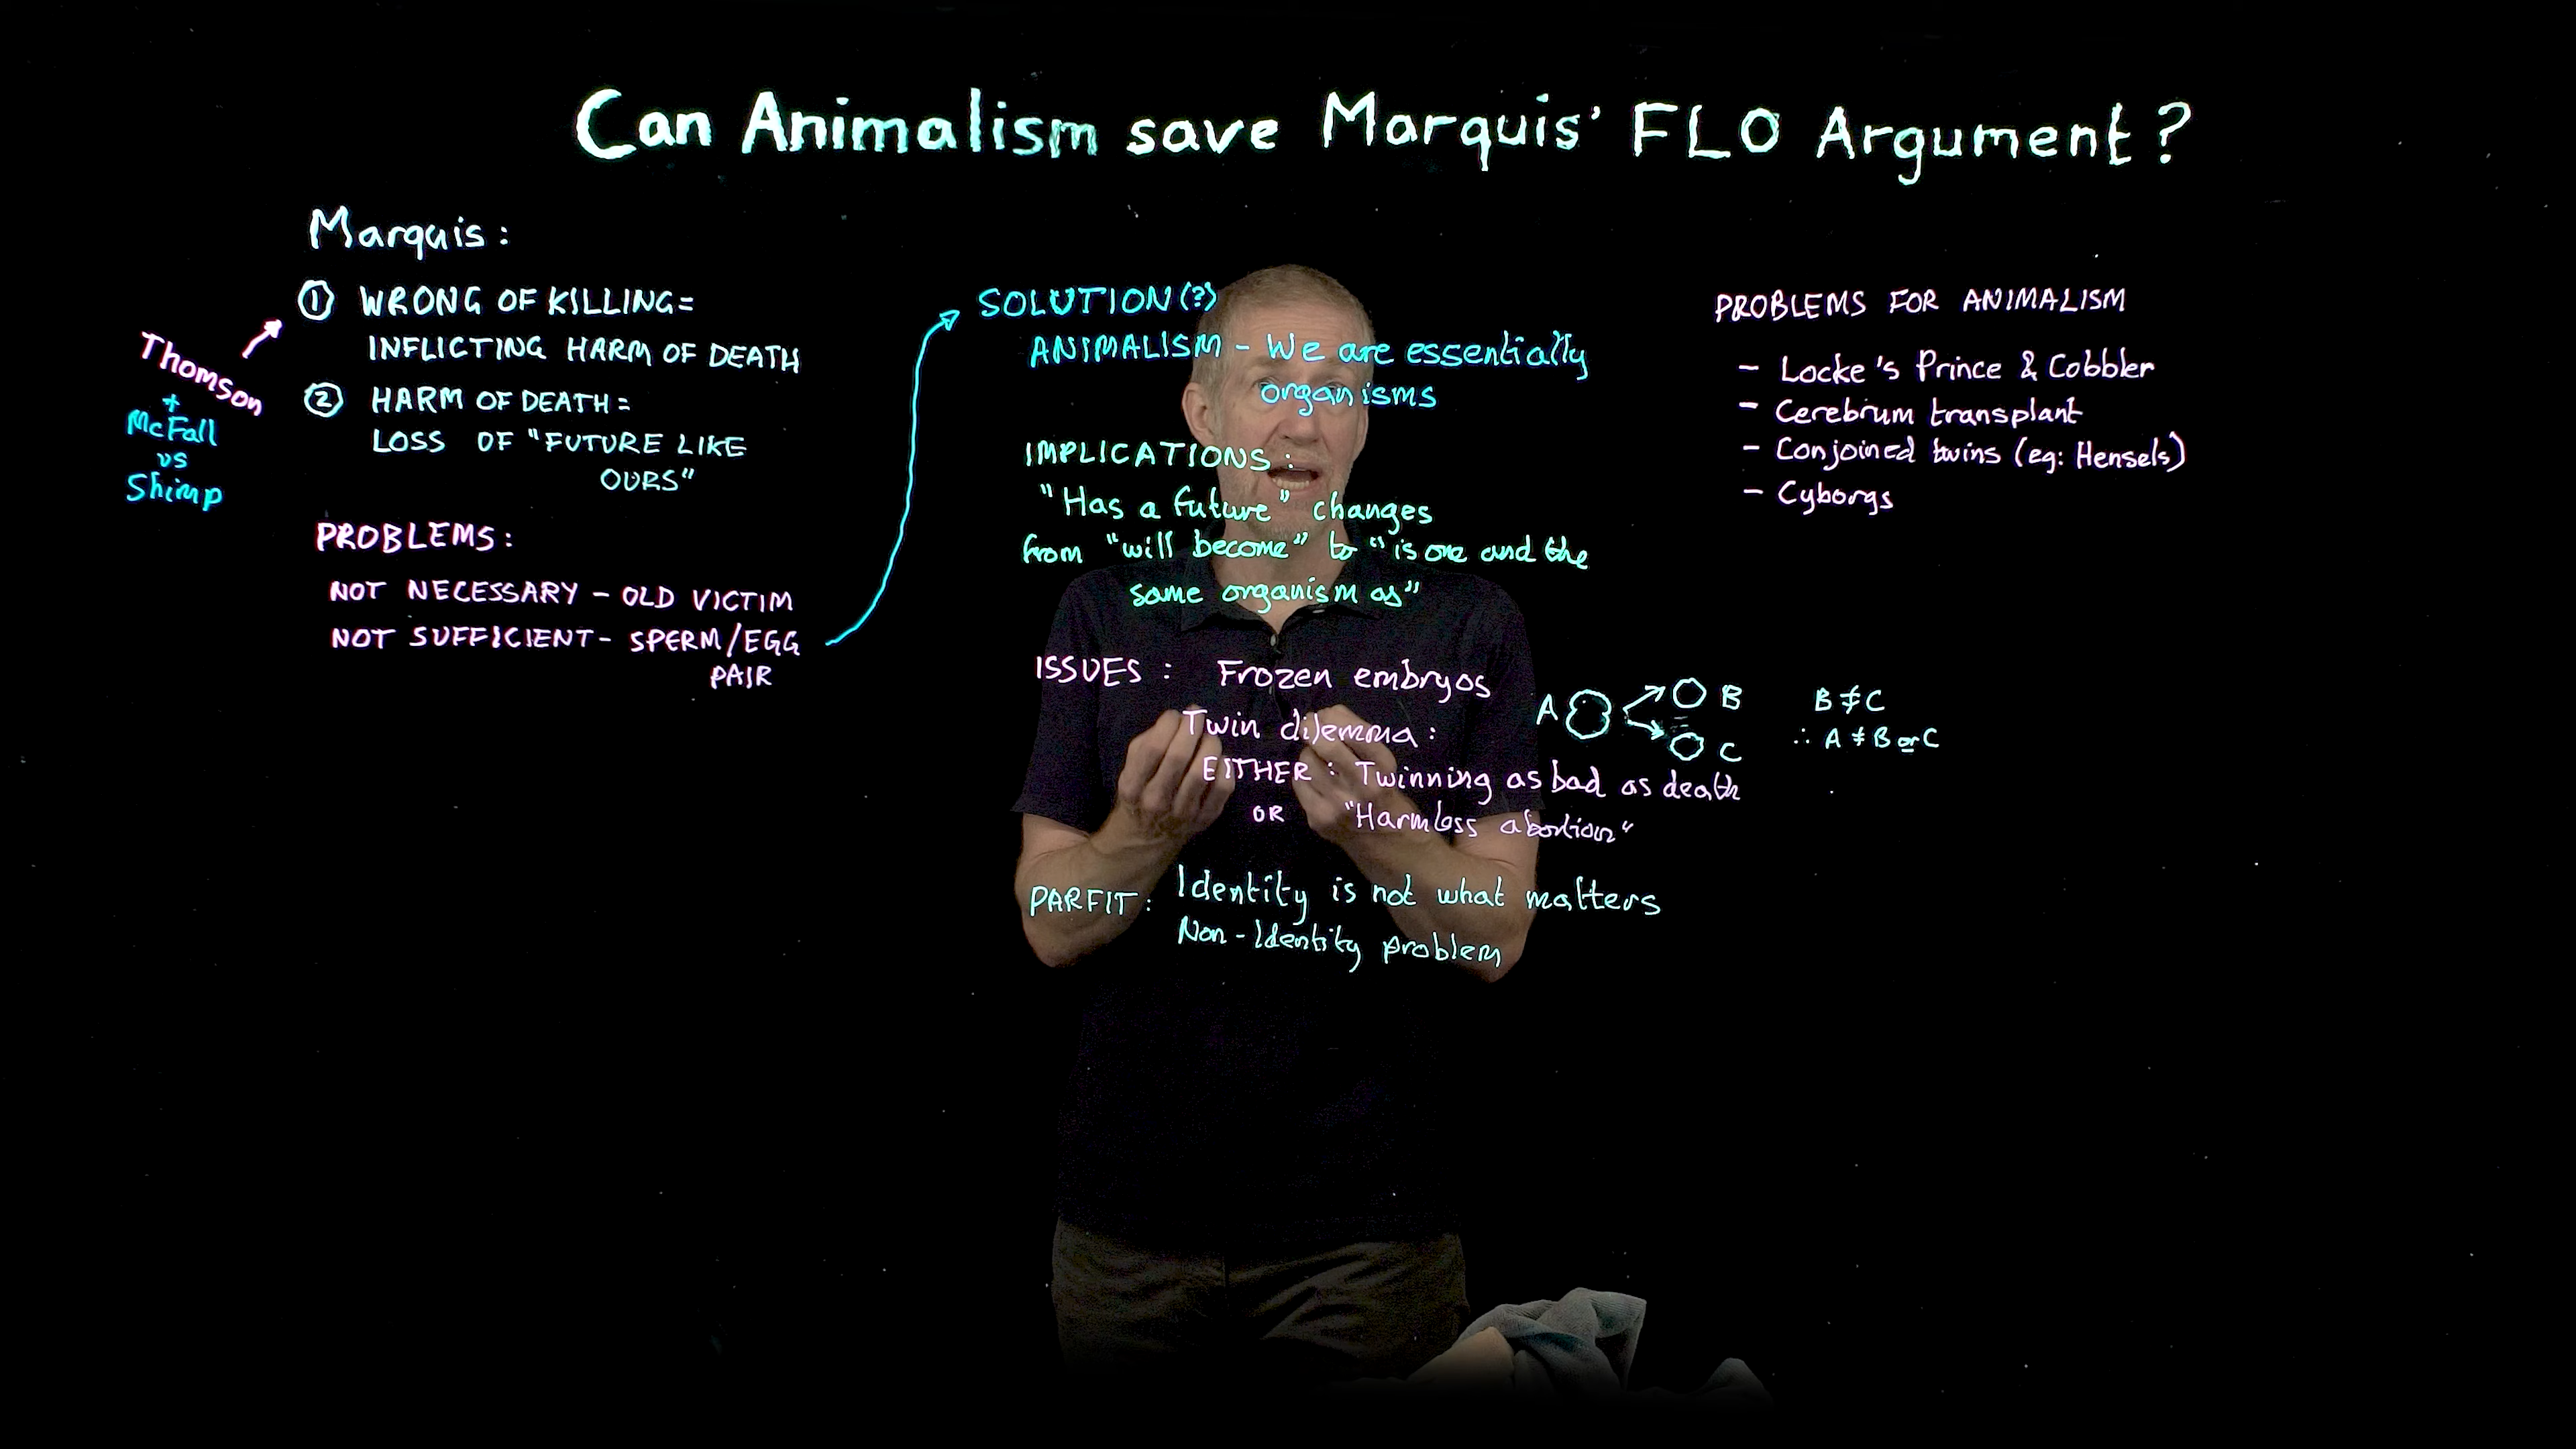 Can Animalism save Marquis' FLO Argument?
Marquis:
① WRONG OF KILLING =
INFLICTING HARM OF DEATH
② HARM OF DEATH =
LOSS OF "FUTURE LIKE
OURS"
Thomson
+
McFall
vs
Shimp
PROBLEMS:
NOT NECESSARY - OLD VICTIM
NOT SUFFICIENT - SPERM/EGG
PAIR
SOLUTION(?)
ANIMALISM - We are essentially
organisms
IMPLICATIONS:
"Has a future" changes
from "will become" to "is one and the
same organism as"
ISSUES: Frozen embryos
Twin dilemma:
EITHER: Twinning as bad as death
OR "Harmless abortion"
A
B
C
B ≠ C
∴ A ≠ B or C
PARFIT: Identity is not what matters
Non-Identity problem
PROBLEMS FOR ANIMALISM
- Locke's Prince & Cobbler
- Cerebrum transplant
- Conjoined twins (eg: Hensels)
- Cyborgs